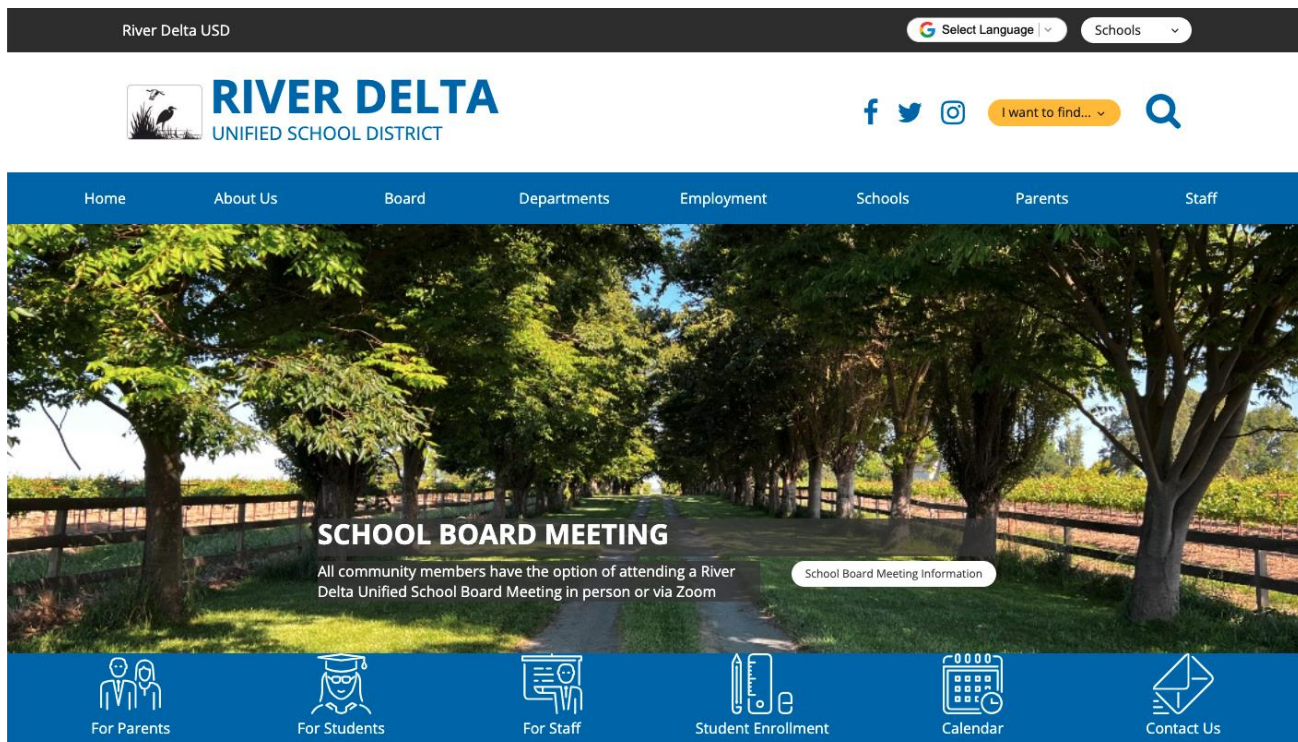 River Delta USD
Select Language
Schools
RIVER DELTA
UNIFIED SCHOOL DISTRICT
I want to find...
Home
About Us
Board
Departments
Employment
Schools
Parents
Staff
SCHOOL BOARD MEETING
All community members have the option of attending a River
Delta Unified School Board Meeting in person or via Zoom
School Board Meeting Information
For Parents
For Students
For Staff
Student Enrollment
Calendar
Contact Us